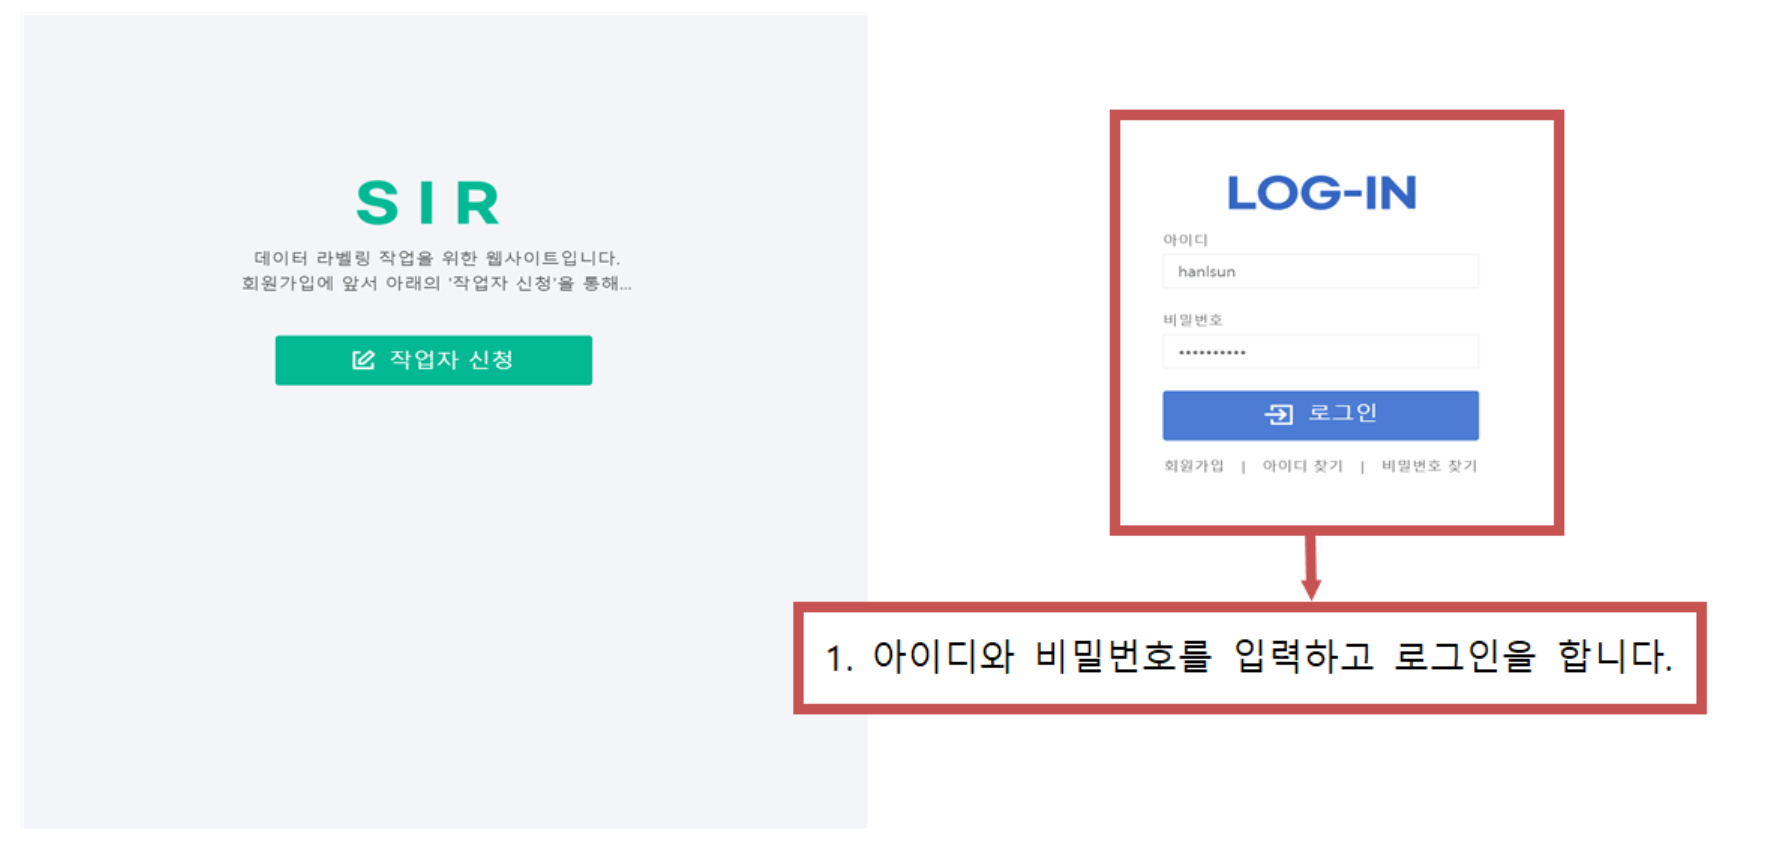 SIR
데이터 라벨링 작업을 위한 웹사이트입니다.
회원가입에 앞서 아래의 '작업자 신청'을 통해...
작업자 신청
LOG-IN
아이디
hanlsun
비밀번호
••••••••••
로그인
회원가입 | 아이디 찾기 | 비밀번호 찾기
1. 아이디와 비밀번호를 입력하고 로그인을 합니다.